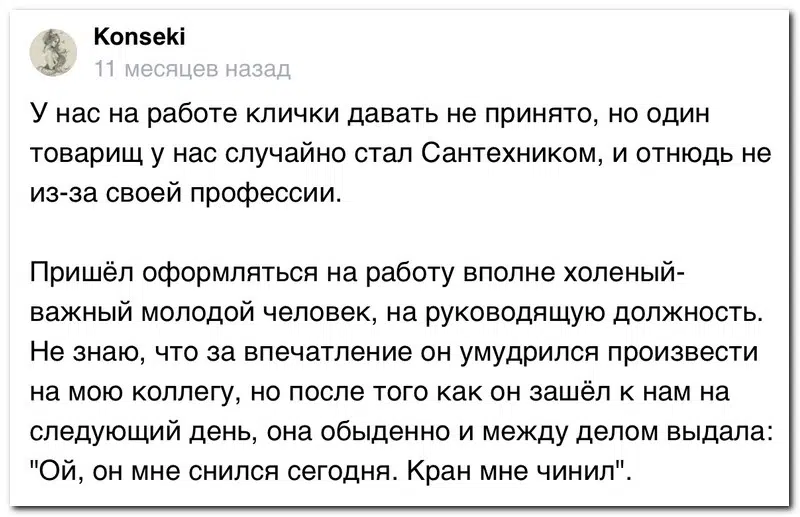 Konseki
11 месяцев назад
У нас на работе клички давать не принято, но один
товарищ у нас случайно стал Сантехником, и отнюдь не
из-за своей профессии.
Пришёл оформляться на работу вполне холеный-
важный молодой человек, на руководящую должность.
Не знаю, что за впечатление он умудрился произвести
на мою коллегу, но после того как он зашёл к нам на
следующий день, она обыденно и между делом выдала:
"Ой, он мне снился сегодня. Кран мне чинил".